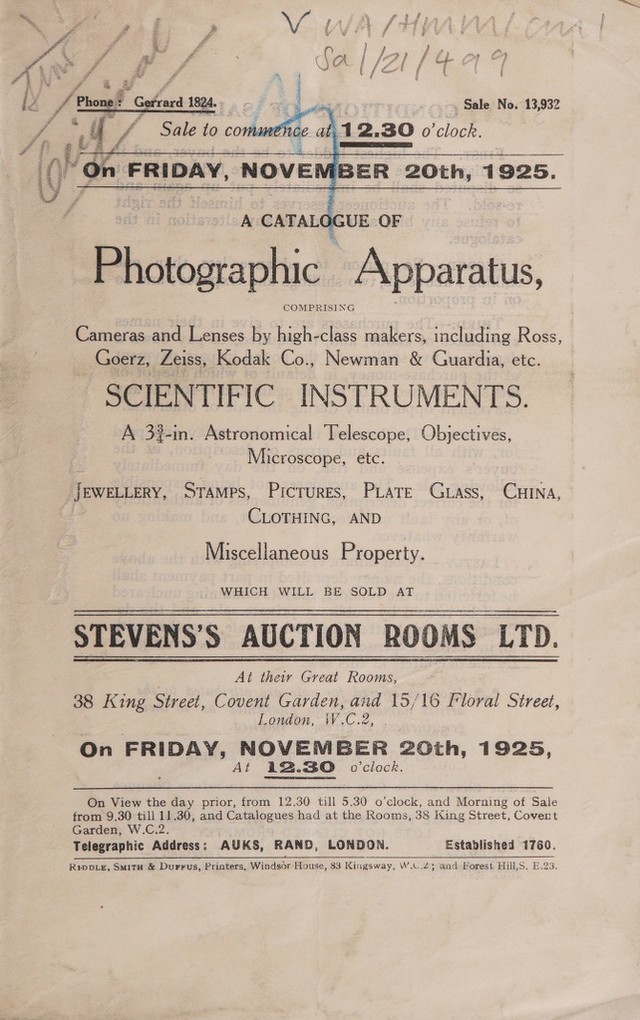 V WA/HMM/CM/
Sal/21/499
Original
Phone: Gerrard 1824. Sale No. 13,932
Sale to commence at 12.30 o'clock.
On FRIDAY, NOVEMBER 20th, 1925.
A CATALOGUE OF
Photographic Apparatus,
COMPRISING
Cameras and Lenses by high-class makers, including Ross,
Goerz, Zeiss, Kodak Co., Newman & Guardia, etc.
SCIENTIFIC INSTRUMENTS.
A 3¾-in. Astronomical Telescope, Objectives,
Microscope, etc.
JEWELLERY, STAMPS, PICTURES, PLATE GLASS, CHINA,
CLOTHING, AND
Miscellaneous Property.
WHICH WILL BE SOLD AT
STEVENS'S AUCTION ROOMS LTD.
At their Great Rooms,
38 King Street, Covent Garden, and 15/16 Floral Street,
London, W.C.2,
On FRIDAY, NOVEMBER 20th, 1925,
At 12.30 o'clock.
On View the day prior, from 12.30 till 5.30 o'clock, and Morning of Sale
from 9.30 till 11.30, and Catalogues had at the Rooms, 38 King Street, Covent
Garden, W.C.2.
Telegraphic Address: AUKS, RAND, LONDON. Established 1760.
RIDDLE, SMITH & DUFFUS, Printers, Windsor House, 83 Kingsway, W.C.2; and Forest Hill, S. E.23.